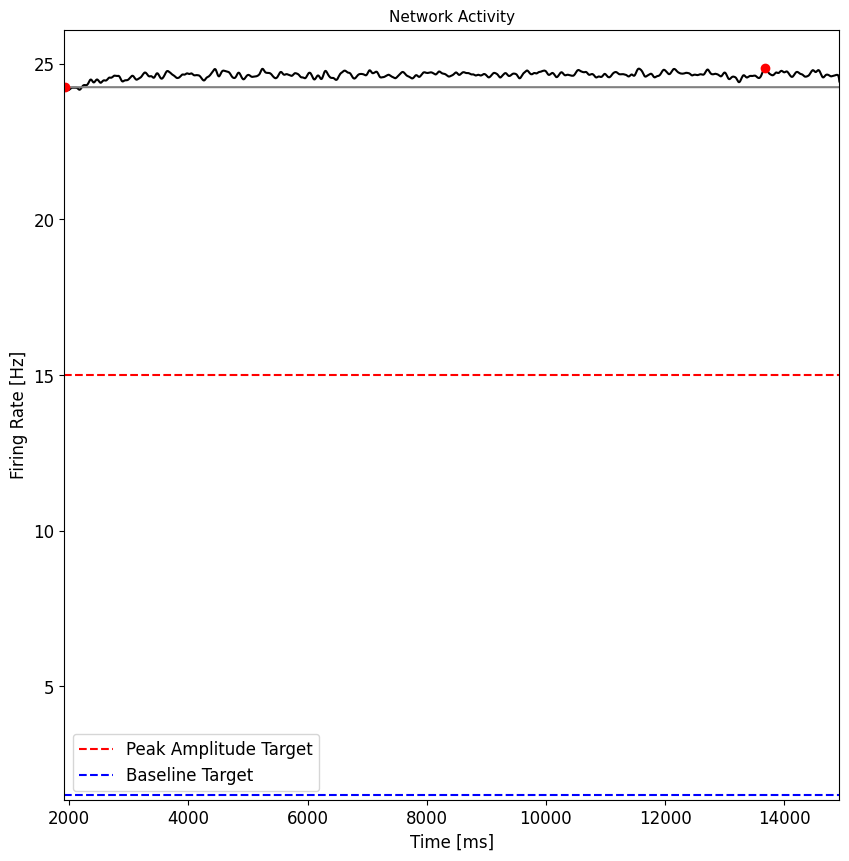 Network Activity
25
20
15
10
5
Firing Rate [Hz]
Peak Amplitude Target
Baseline Target
2000 4000 6000 8000 10000 12000 14000
Time [ms]